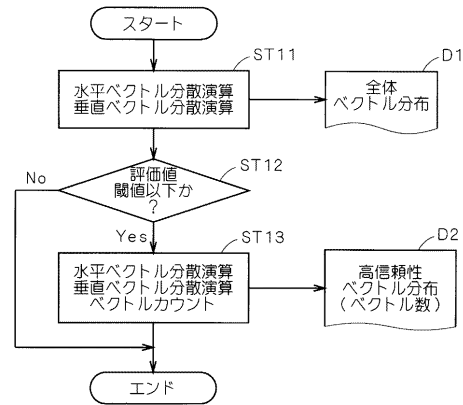 スタート
ST11
水平ベクトル分散演算
垂直ベクトル分散演算
D1
全体
ベクトル分布
ST12
評価値
閾値以下か
?
No
Yes
ST13
水平ベクトル分散演算
垂直ベクトル分散演算
ベクトルカウント
D2
高信頼性
ベクトル分布
(ベクトル数)
エンド